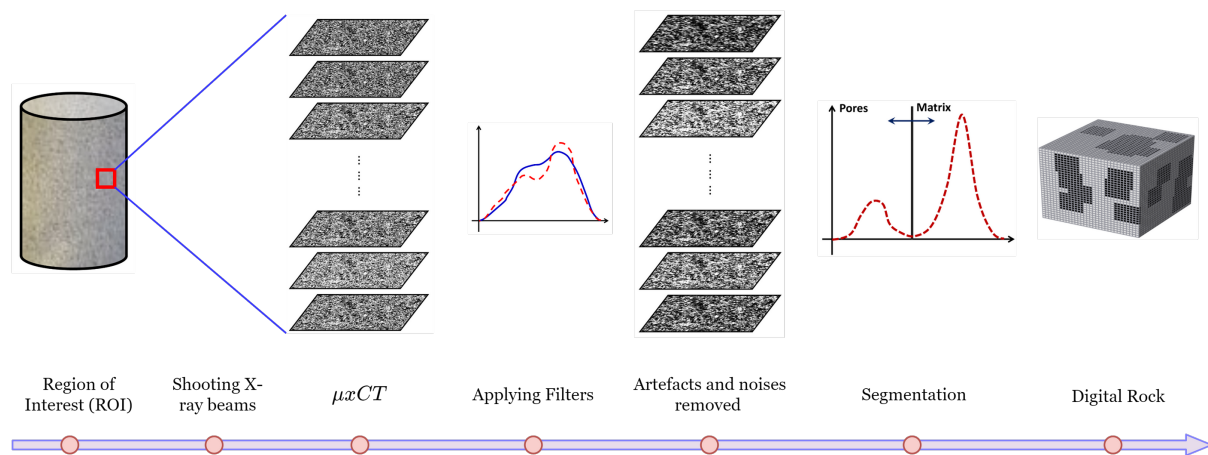 Pores
Matrix
Region of
Interest (ROI)
Shooting X-
ray beams
μxCT
Applying Filters
Artefacts and noises
removed
Segmentation
Digital Rock